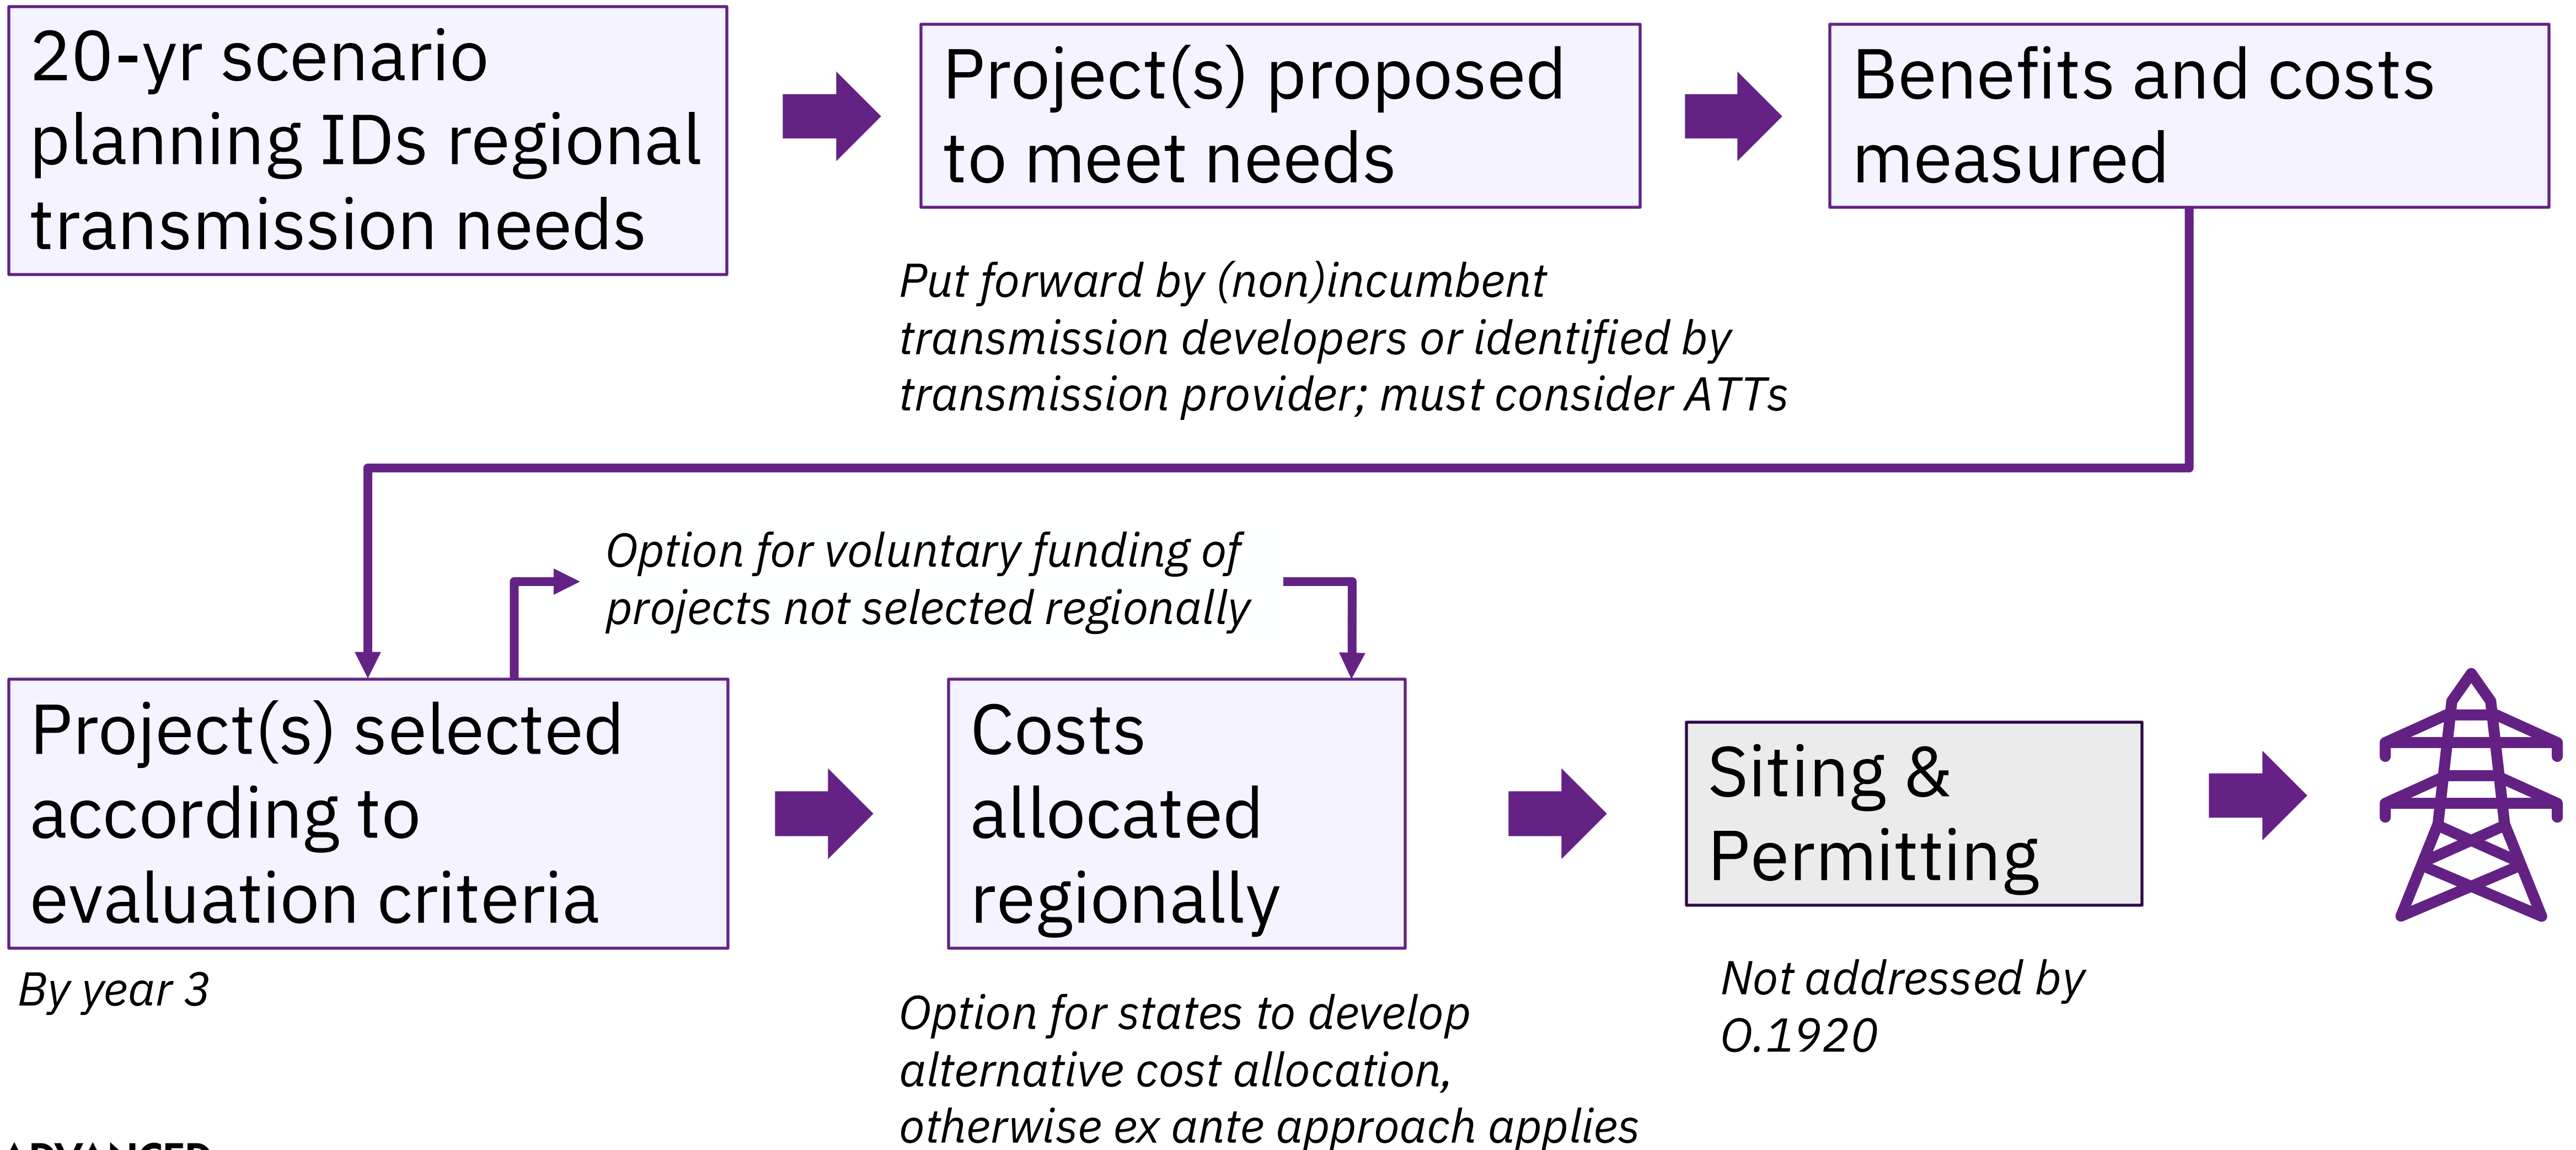 20-yr scenario
planning IDs regional
transmission needs
Project(s) proposed
to meet needs
Put forward by (non)incumbent
transmission developers or identified by
transmission provider; must consider ATTs
Benefits and costs
measured
Option for voluntary funding of
projects not selected regionally
Project(s) selected
according to
evaluation criteria
By year 3
Costs
allocated
regionally
Option for states to develop
alternative cost allocation,
otherwise ex ante approach applies
Siting &
Permitting
Not addressed by
O.1920
ADVANCED